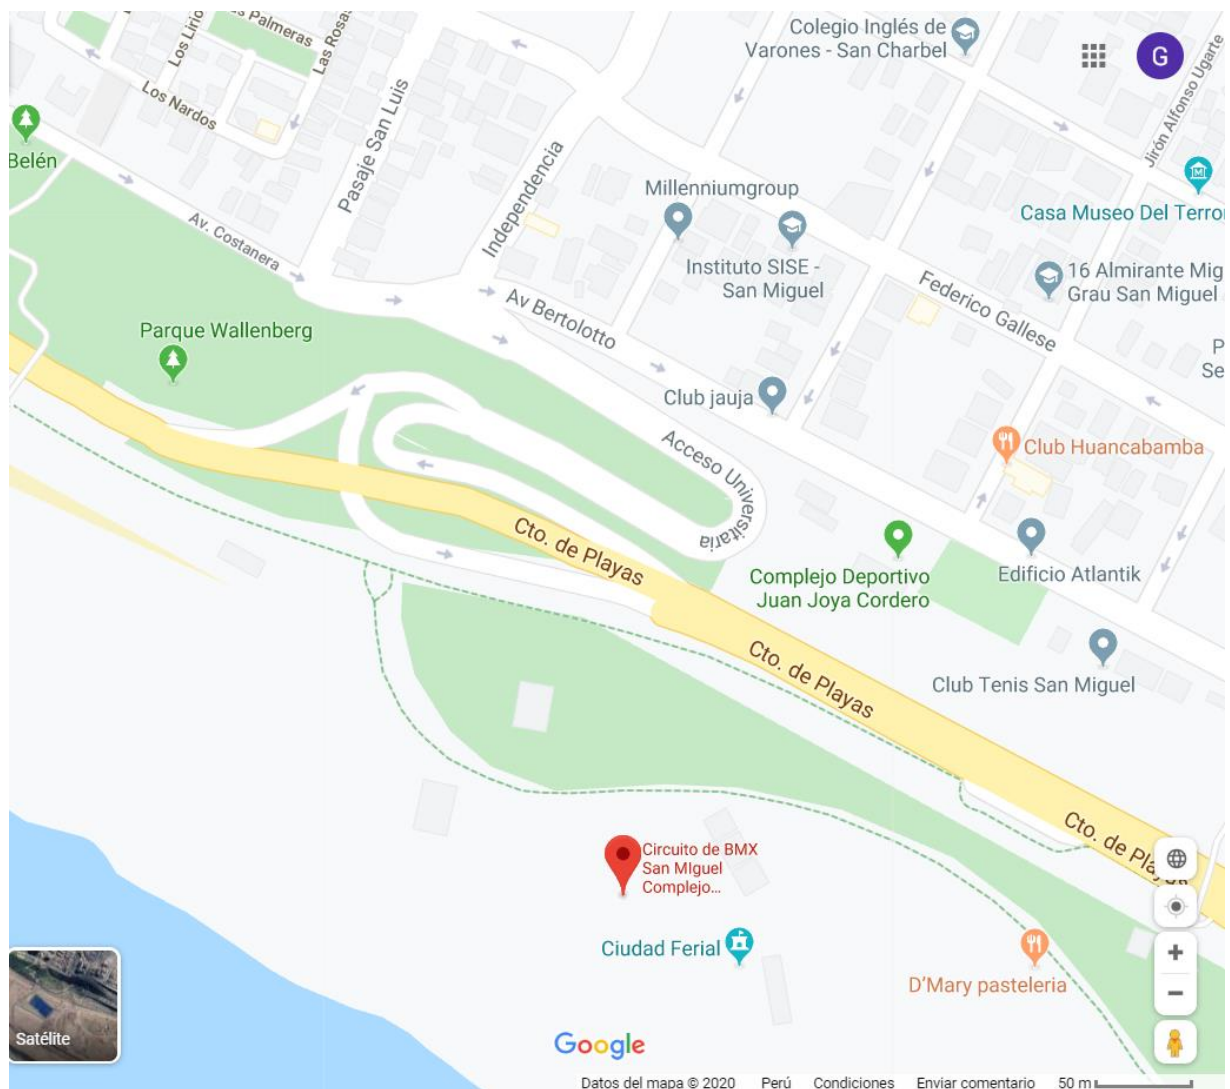 Palmeras
Los Lirio
Las Rosas
Colegio Inglés de
Varones - San Charbel
G
Los Nardos
Pasaje San Luis
Jirón Alfonso Ugarte
Belén
Independencia
Millenniumgroup
Casa Museo Del Terro
Av. Costanera
Instituto SISE -
San Miguel
16 Almirante Mig
Grau San Miguel
Federico Gallese
Av Bertolotto
Parque Wallenberg
P
Se
Club jauja
Acceso Universitaria
Club Huancabamba
Cto. de Playas
Complejo Deportivo
Juan Joya Cordero
Edificio Atlantik
Cto. de Playas
Club Tenis San Miguel
Cto. de Playas
Circuito de BMX
San MIguel
Complejo...
Ciudad Ferial
D'Mary pasteleria
Satélite
Google
Datos del mapa © 2020 Perú Condiciones Enviar comentario 50 m